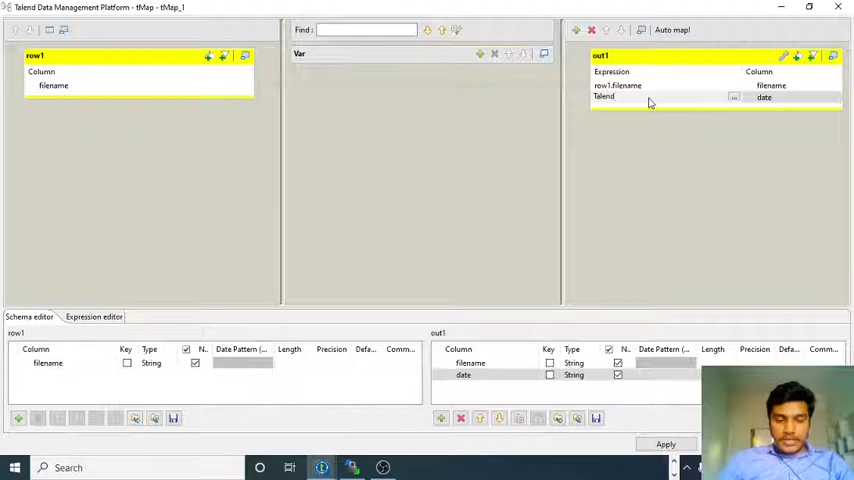 Talend Data Management Platform - tMap - tMap_1
Find :
Auto map!
row1
Column
filename
Var
out1
Expression Column
row1.filename filename
Talend ... date
Schema editor Expression editor
row1
Column Key Type N.. Date Pattern (... Length Precision Defa... Comm...
filename String
out1
Column Key Type N.. Date Pattern (... Length Precision Defa... Comm...
filename String
date String
Apply
Search